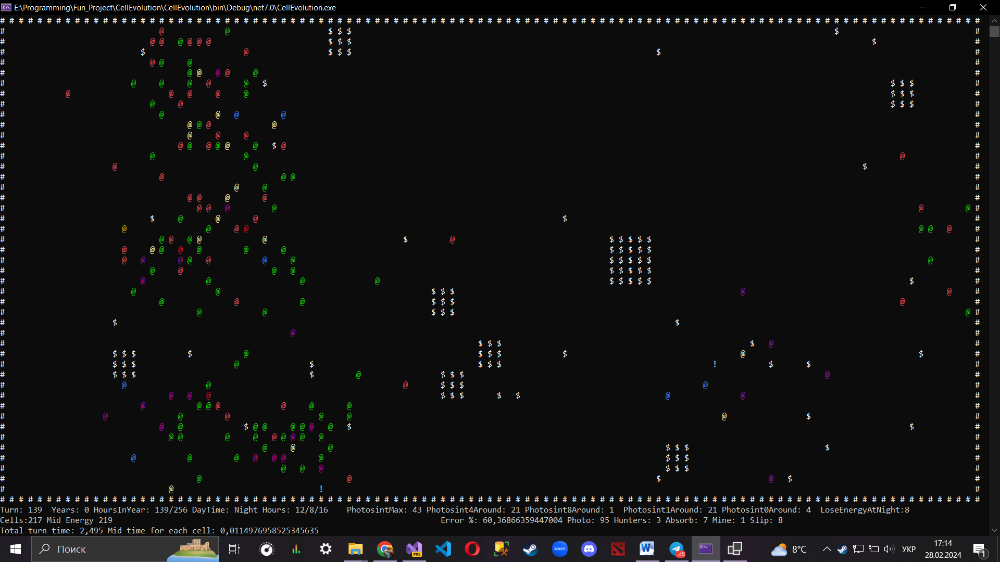 E:\Programming\Fun_Project\CellEvolution\CellEvolution\bin\Debug\net7.0\CellEvolution.exe
Turn: 139 Years: 0 HoursInYear: 139/256 DayTime: Night Hours: 12/8/16 PhotosintMax: 43 Photosint4Around: 21 Photosint8Around: 1 Photosint1Around: 21 Photosint0Around: 4 LoseEnergyAtNight:8
Cells:217 Mid Energy 219 Error %: 60,36866359447004 Photo: 95 Hunters: 3 Absorb: 7 Mine: 1 Slip: 8
Total turn time: 2,495 Mid time for each cell: 0,0114976958525345635
Поиск
PRE
zoom
45
8°C
УКР
17:14
28.02.2024
1